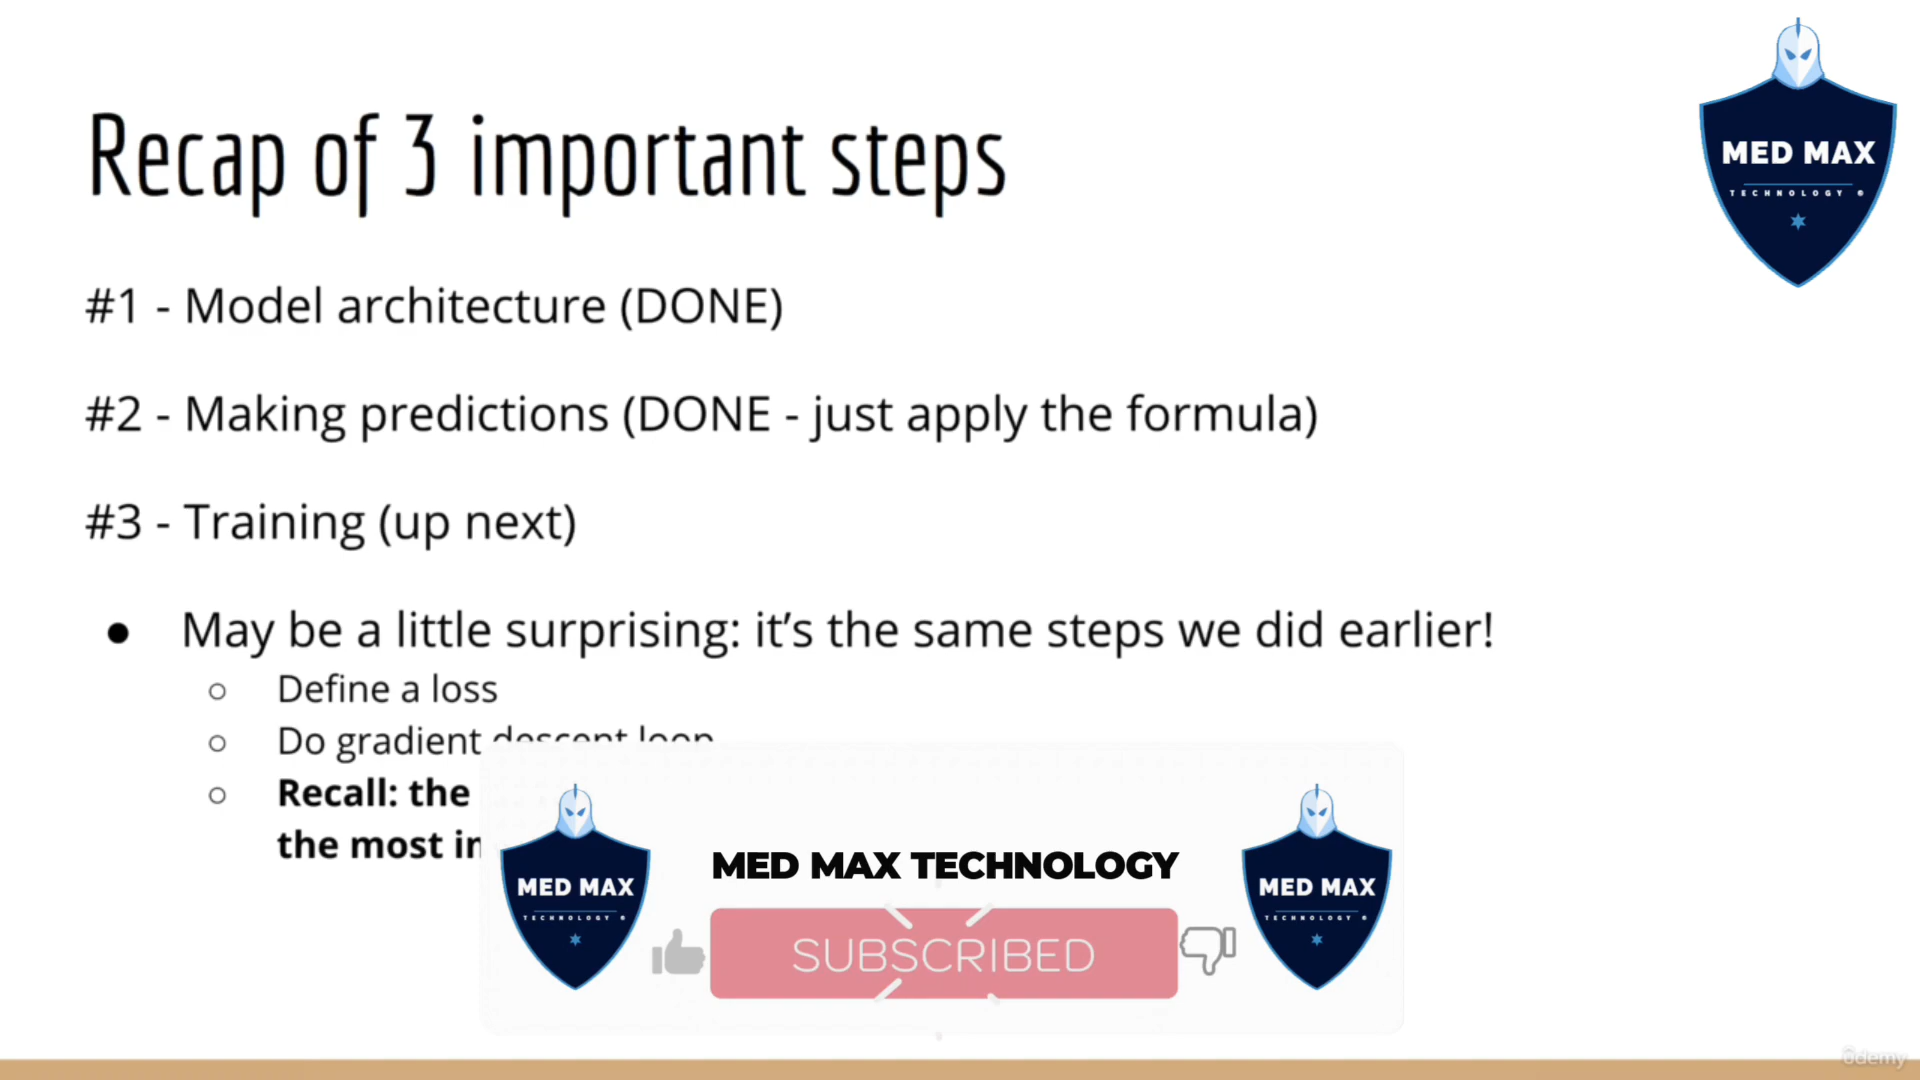 Recap of 3 important steps
MED MAX
TECHNOLOGY
#1 - Model architecture (DONE)
#2 - Making predictions (DONE - just apply the formula)
#3 - Training (up next)
● May be a little surprising: it's the same steps we did earlier!
○ Define a loss
○ Do gradient descent loop
○ Recall: the
the most
MED MAX TECHNOLOGY
MED MAX
TECHNOLOGY
SUBSCRIBED
MED MAX
TECHNOLOGY
ûdemy